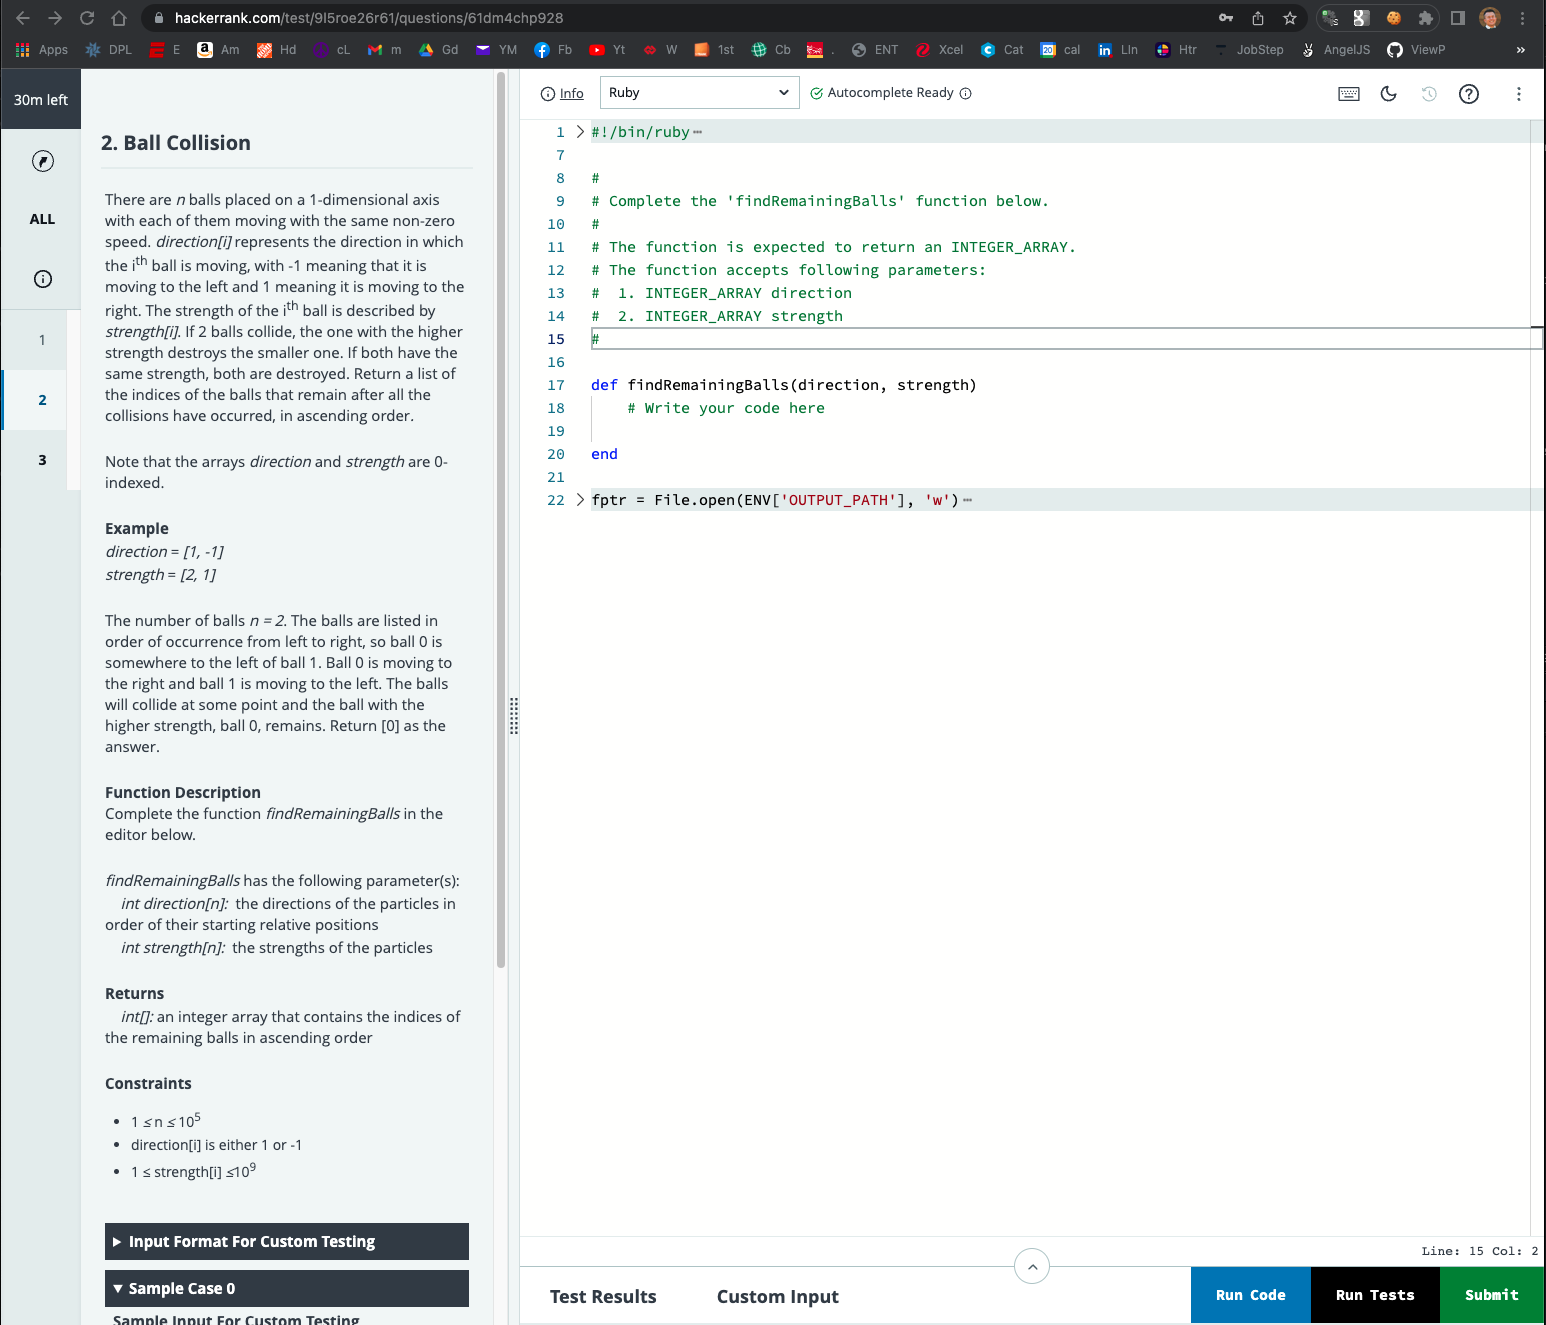 hackerrank.com/test/9l5roe26r61/questions/61dm4chp928
Apps DPL E Am Hd cL m Gd YM Fb Yt W 1st Cb . ENT Xcel Cat cal LIn Htr JobStep AngelJS ViewP »
30m left
ALL
1
2
3
2. Ball Collision
There are n balls placed on a 1-dimensional axis
with each of them moving with the same non-zero
speed. direction[i] represents the direction in which
the ith ball is moving, with -1 meaning that it is
moving to the left and 1 meaning it is moving to the
right. The strength of the ith ball is described by
strength[i]. If 2 balls collide, the one with the higher
strength destroys the smaller one. If both have the
same strength, both are destroyed. Return a list of
the indices of the balls that remain after all the
collisions have occurred, in ascending order.
Note that the arrays direction and strength are 0-
indexed.
Example
direction = [1, -1]
strength = [2, 1]
The number of balls n = 2. The balls are listed in
order of occurrence from left to right, so ball 0 is
somewhere to the left of ball 1. Ball 0 is moving to
the right and ball 1 is moving to the left. The balls
will collide at some point and the ball with the
higher strength, ball 0, remains. Return [0] as the
answer.
Function Description
Complete the function findRemainingBalls in the
editor below.
findRemainingBalls has the following parameter(s):
int direction[n]: the directions of the particles in
order of their starting relative positions
int strength[n]: the strengths of the particles
Returns
int[]: an integer array that contains the indices of
the remaining balls in ascending order
Constraints
• 1 ≤ n ≤ 10^5
• direction[i] is either 1 or -1
• 1 ≤ strength[i] ≤10^9
Input Format For Custom Testing
Sample Case 0
Sample Input For Custom Testing
Info Ruby Autocomplete Ready
1 #!/bin/ruby
7
8 #
9 # Complete the 'findRemainingBalls' function below.
10 #
11 # The function is expected to return an INTEGER_ARRAY.
12 # The function accepts following parameters:
13 #  1. INTEGER_ARRAY direction
14 #  2. INTEGER_ARRAY strength
15 #
16
17 def findRemainingBalls(direction, strength)
18     # Write your code here
19
20 end
21
22 fptr = File.open(ENV['OUTPUT_PATH'], 'w')
Line: 15 Col: 2
Test Results Custom Input Run Code Run Tests Submit